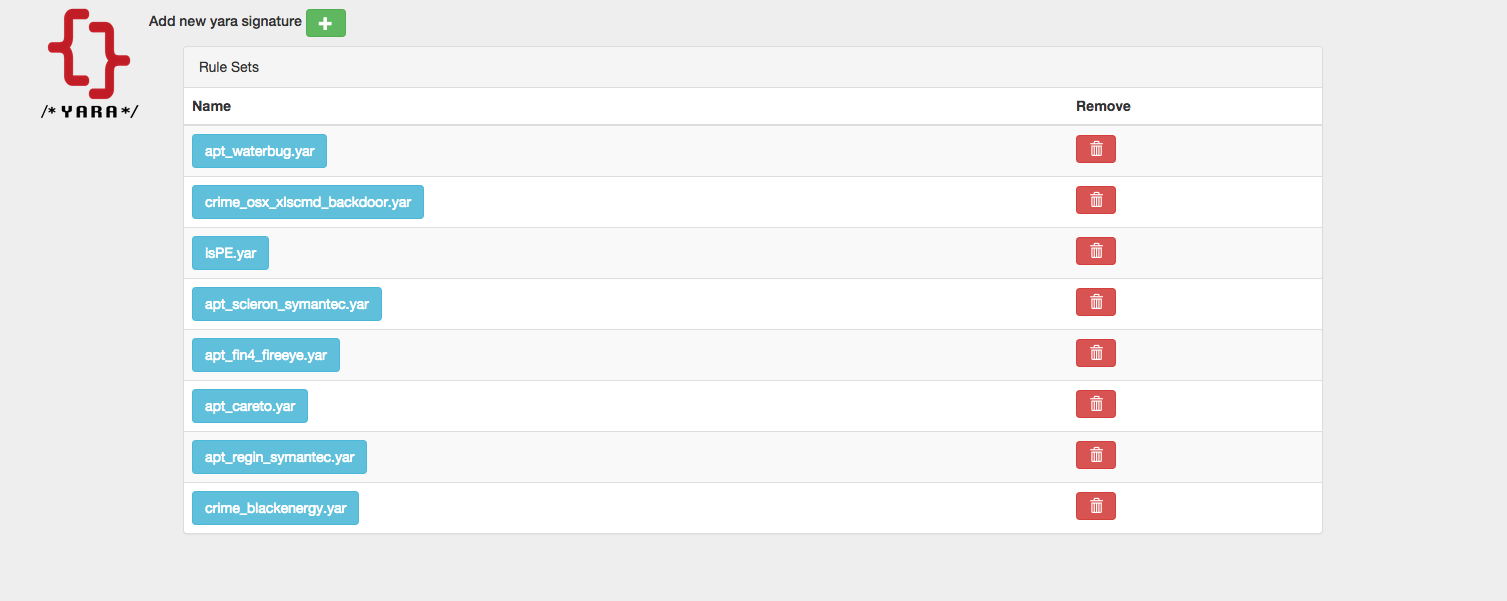 Add new yara signature
/* YARA */
Rule Sets
Name Remove
apt_waterbug.yar
crime_osx_xlscmd_backdoor.yar
isPE.yar
apt_scieron_symantec.yar
apt_fin4_fireeye.yar
apt_careto.yar
apt_regin_symantec.yar
crime_blackenergy.yar